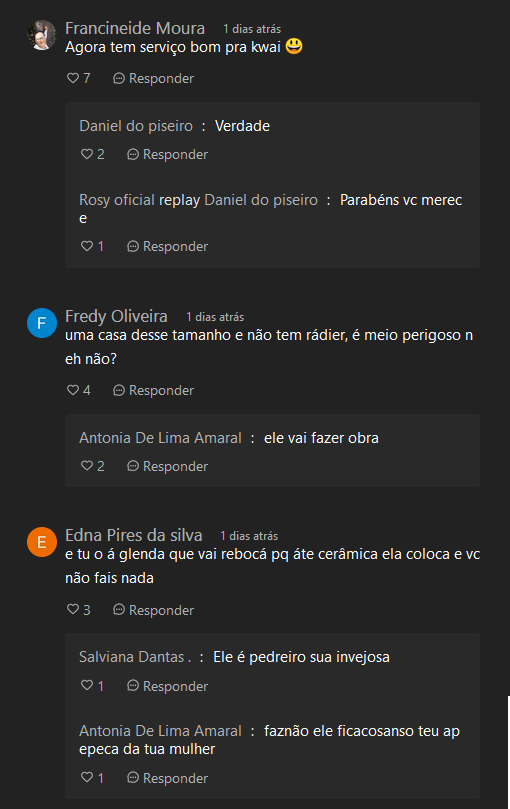 Francineide Moura 1 dias atrás
Agora tem serviço bom pra kwai 😃
7 Responder
Daniel do piseiro : Verdade
2 Responder
Rosy oficial replay Daniel do piseiro : Parabéns vc merec
e
1 Responder
F Fredy Oliveira 1 dias atrás
uma casa desse tamanho e não tem rádier, é meio perigoso n
eh não?
4 Responder
Antonia De Lima Amaral : ele vai fazer obra
2 Responder
E Edna Pires da silva 1 dias atrás
e tu o á glenda que vai rebocá pq áte cerâmica ela coloca e vc
não fais nada
3 Responder
Salviana Dantas . : Ele é pedreiro sua invejosa
1 Responder
Antonia De Lima Amaral : faznão ele ficacosanso teu ap
epeca da tua mulher
1 Responder